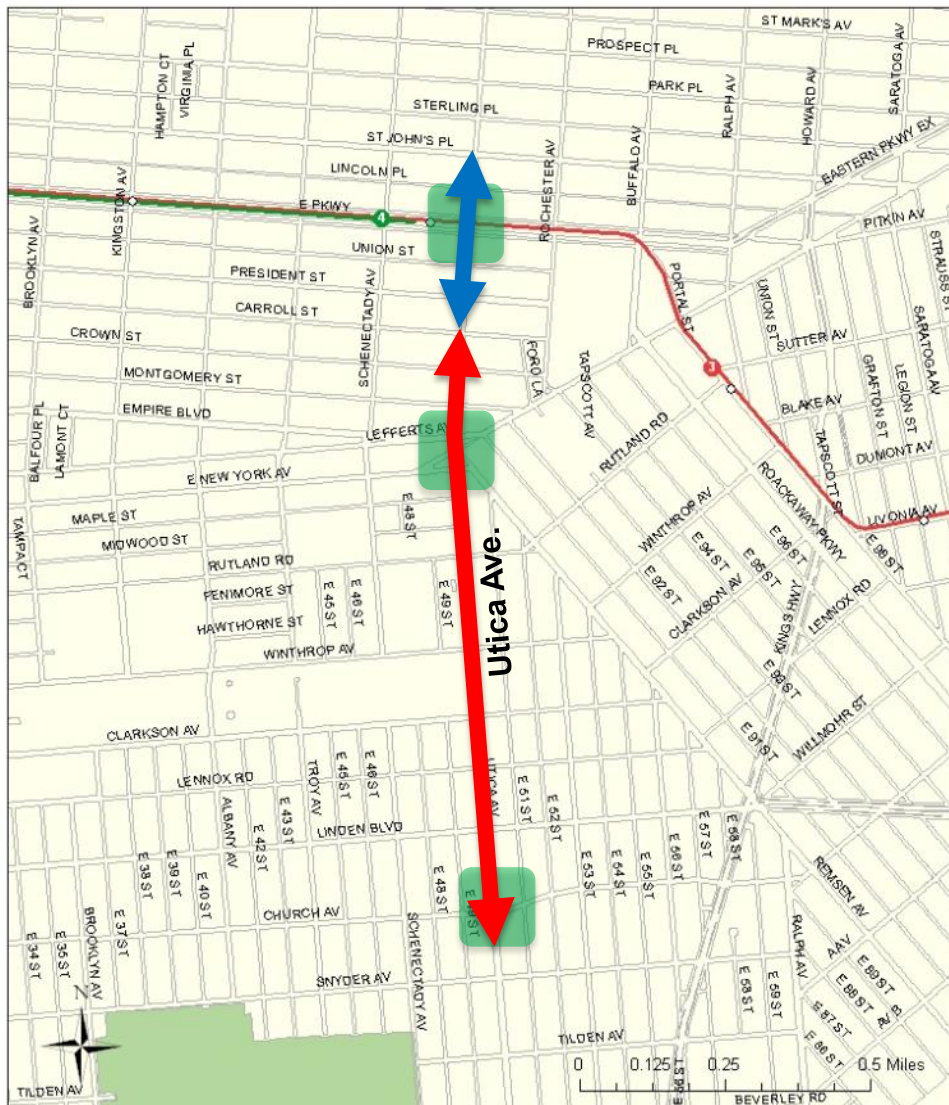 ST MARK'S AV
PROSPECT PL
PARK PL
STERLING PL
ST JOHN'S PL
LINCOLN PL
E PKWY
UNION ST
PRESIDENT ST
CARROLL ST
CROWN ST
MONTGOMERY ST
EMPIRE BLVD
LEFFERTS AV
E NEW YORK AV
MAPLE ST
MIDWOOD ST
RUTLAND RD
FENIMORE ST
HAWTHORNE ST
WINTHROP AV
CLARKSON AV
LENNOX RD
LINDEN BLVD
CHURCH AV
SNYDER AV
TILDEN AV
TILDEN AV
BEVERLEY RD
HAMPTON CT
VIRGINIA PL
KINGSTON AV
BROOKLYN AV
SCHENECTADY AV
ROCHESTER AV
BUFFALO AV
RALPH AV
HOWARD AV
SARATOGA AV
EASTERN PKWY EX
PITKIN AV
STRAUSS ST
SARATOGA AV
LEGION ST
GRAFTON ST
UNION ST
SUTTER AV
PORTAL ST
BLAKE AV
DUMONT AV
TAPSCOTT ST
LIVONIA AV
4
3
FORD LA
TAPSCOTT AV
RUTLAND RD
WINTHROP AV
ROACKAWAY PKWY
E 98 ST
E 96 ST
E 95 ST
E 94 ST
E 92 ST
CLARKSON AV
KINGS HWY
LENNOX RD
E 93 ST
E 91 ST
WILLMOHR ST
BALFOUR PL
LAMONT CT
TAMPA CT
E 48 ST
E 49 ST
E 45 ST
E 46 ST
Utica Ave.
TROY AV
E 45 ST
E 46 ST
UTICA AV
E 51 ST
E 52 ST
E 43 ST
E 42 ST
ALBANY AV
E 40 ST
E 39 ST
E 38 ST
E 37 ST
BROOKLYN AV
E 35 ST
E 34 ST
SCHENECTADY AV
E 48 ST
E 49 ST
E 53 ST
E 54 ST
E 55 ST
E 56 ST
E 57 ST
E 58 ST
REMSEN AV
RALPH AV
AAV
E 89 ST
E 88 ST
E 87 ST
E 86 ST
E 58 ST
E 59 ST
E 56 ST
N
0 0.125 0.25 0.5 Miles